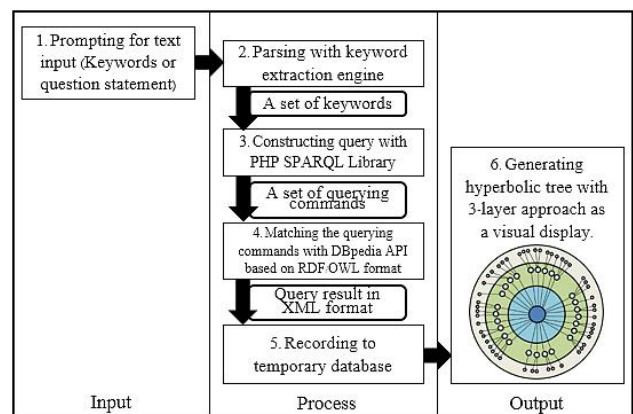 1. Prompting for text
input (Keywords or
question statement)
2. Parsing with keyword
extraction engine
A set of keywords
3. Constructing query with
PHP SPARQL Library
A set of querying
commands
4. Matching the querying
commands with DBpedia API
based on RDF/OWL format
Query result in
XML format
5. Recording to
temporary database
6. Generating
hyperbolic tree with
3-layer approach as
a visual display.
Input
Process
Output